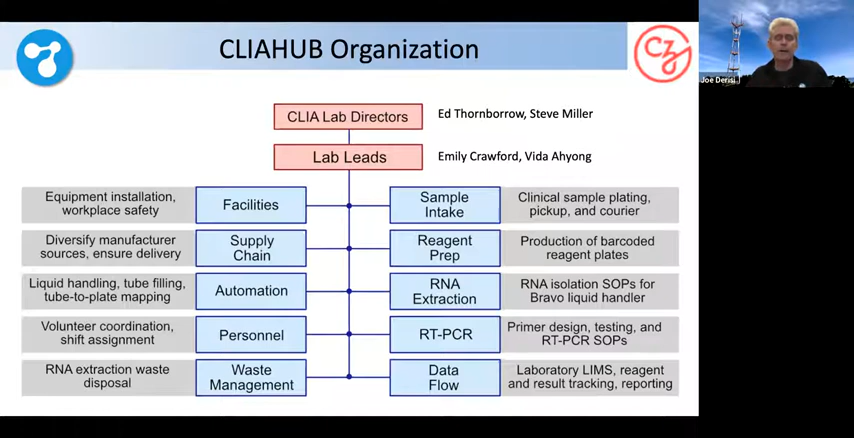 CLIAHUB Organization
cz
Joe Derisi
CLIA Lab Directors
Ed Thornborrow, Steve Miller
Lab Leads
Emily Crawford, Vida Ahyong
Equipment installation,
workplace safety
Facilities
Sample
Intake
Clinical sample plating,
pickup, and courier
Diversify manufacturer
sources, ensure delivery
Supply
Chain
Reagent
Prep
Production of barcoded
reagent plates
Liquid handling, tube filling,
tube-to-plate mapping
Automation
RNA
Extraction
RNA isolation SOPs for
Bravo liquid handler
Volunteer coordination,
shift assignment
Personnel
RT-PCR
Primer design, testing, and
RT-PCR SOPs
RNA extraction waste
disposal
Waste
Management
Data
Flow
Laboratory LIMS, reagent
and result tracking, reporting